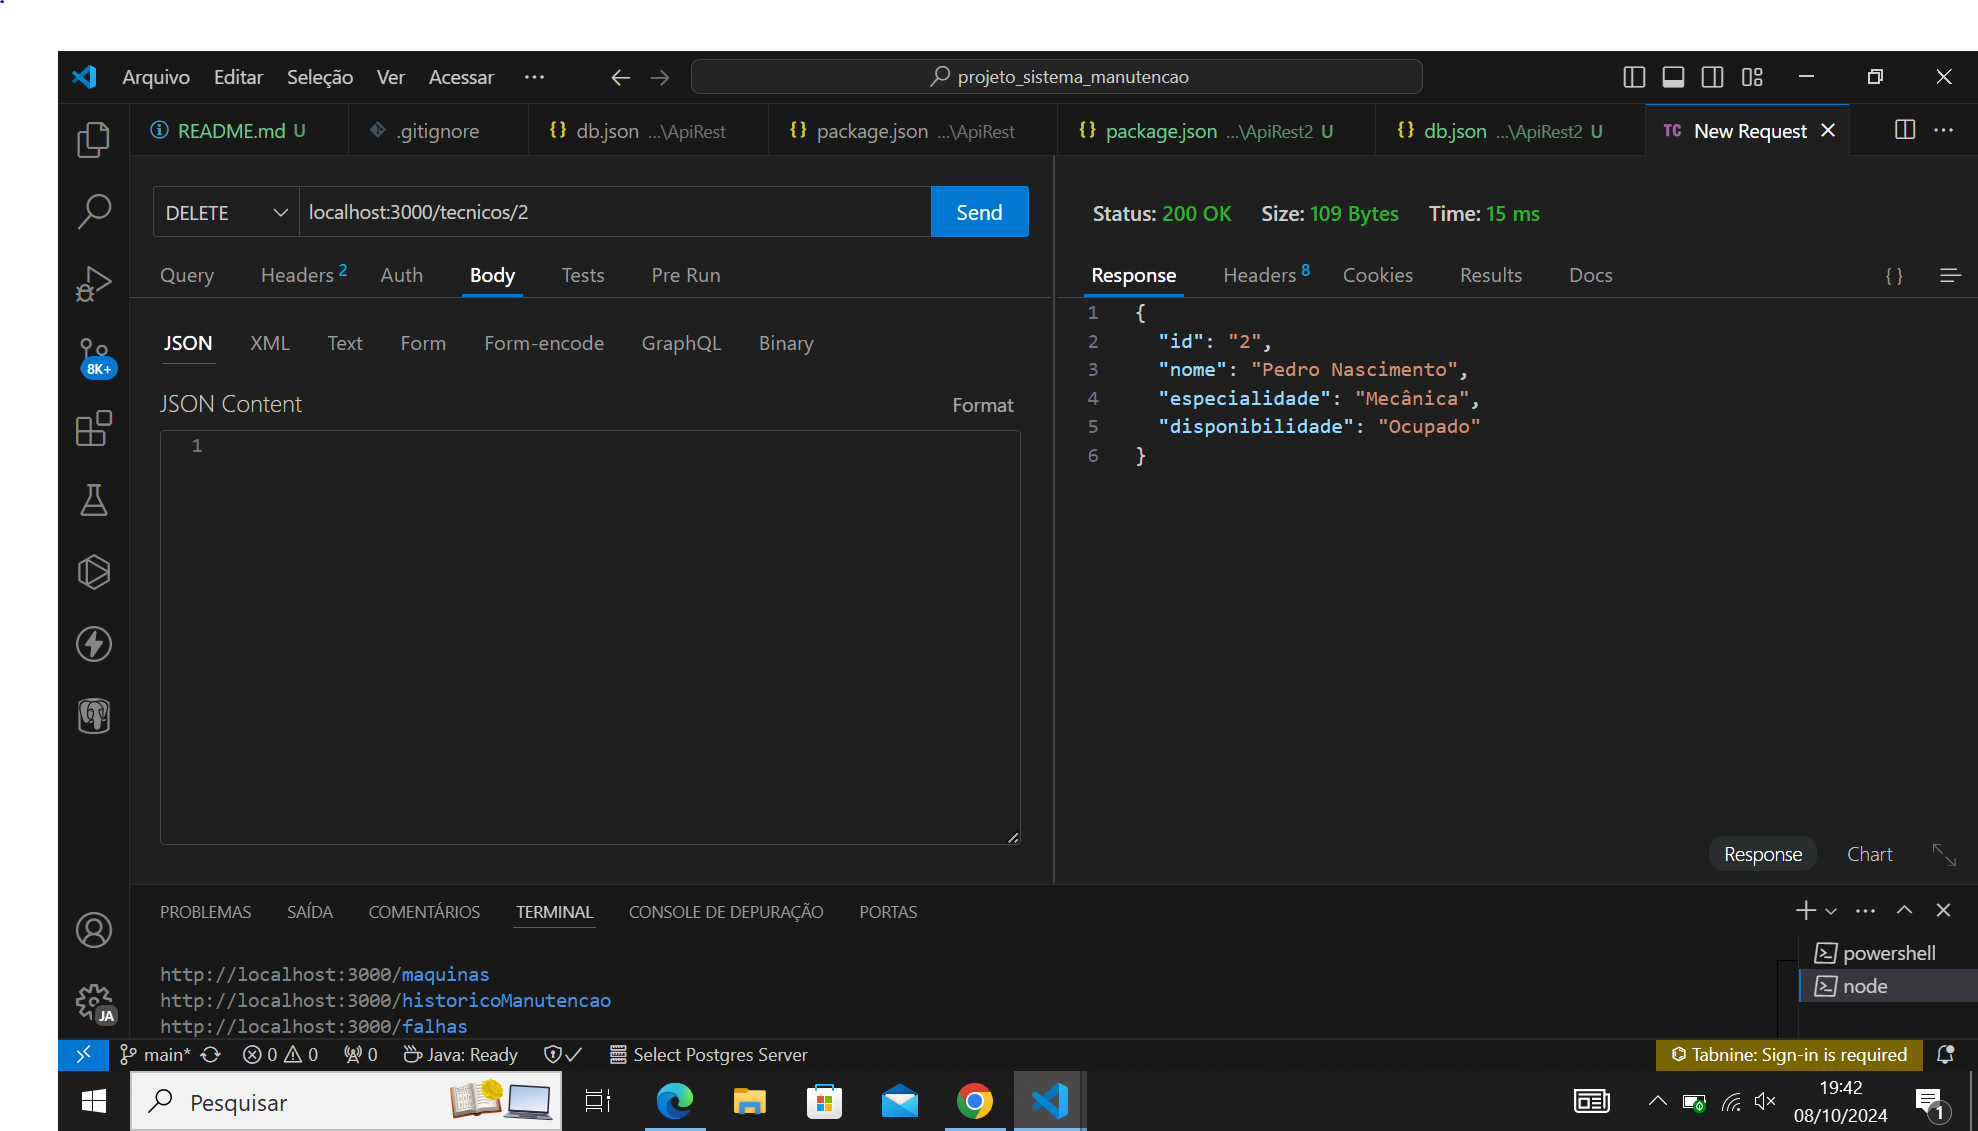 Arquivo Editar Seleção Ver Acessar ··· projeto_sistema_manutencao
README.md U .gitignore {} db.json ...\ApiRest {} package.json ...\ApiRest {} package.json ...\ApiRest2 U {} db.json ...\ApiRest2 U TC New Request
DELETE localhost:3000/tecnicos/2 Send
Status: 200 OK Size: 109 Bytes Time: 15 ms
Query Headers 2 Auth Body Tests Pre Run
Response Headers 8 Cookies Results Docs {}
JSON XML Text Form Form-encode GraphQL Binary
JSON Content Format
1
1 {
2 "id": "2",
3 "nome": "Pedro Nascimento",
4 "especialidade": "Mecânica",
5 "disponibilidade": "Ocupado"
6 }
8K+
Response Chart
PROBLEMAS SAÍDA COMENTÁRIOS TERMINAL CONSOLE DE DEPURAÇÃO PORTAS
http://localhost:3000/maquinas
http://localhost:3000/historicoManutencao
http://localhost:3000/falhas
powershell
node
JA
main* 0 0 0 Java: Ready Select Postgres Server Tabnine: Sign-in is required
Pesquisar
19:42
08/10/2024
1